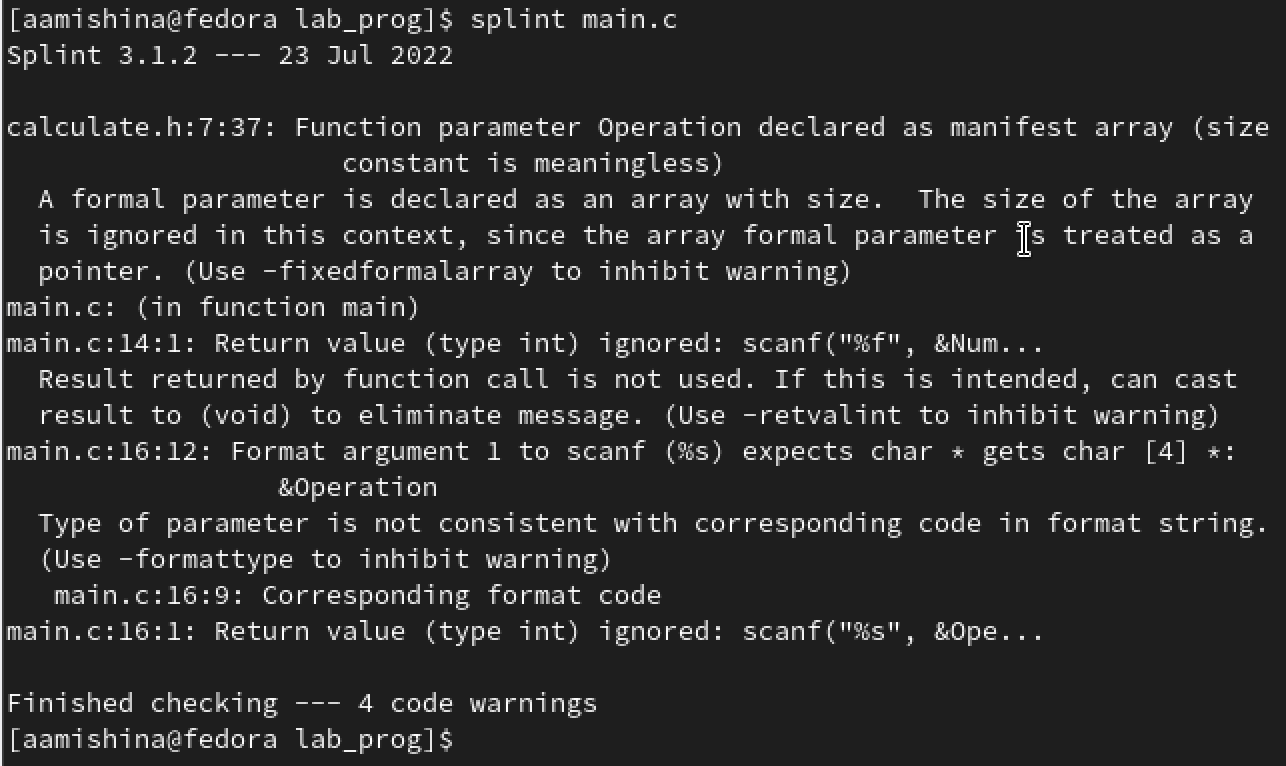 [aamishina@fedora lab_prog]$ splint main.c
Splint 3.1.2 --- 23 Jul 2022
calculate.h:7:37: Function parameter Operation declared as manifest array (size
constant is meaningless)
A formal parameter is declared as an array with size.  The size of the array
is ignored in this context, since the array formal parameter is treated as a
pointer. (Use -fixedformalarray to inhibit warning)
main.c: (in function main)
main.c:14:1: Return value (type int) ignored: scanf("%f", &Num...
Result returned by function call is not used. If this is intended, can cast
result to (void) to eliminate message. (Use -retvalint to inhibit warning)
main.c:16:12: Format argument 1 to scanf (%s) expects char * gets char [4] *:
&Operation
Type of parameter is not consistent with corresponding code in format string.
(Use -formattype to inhibit warning)
main.c:16:9: Corresponding format code
main.c:16:1: Return value (type int) ignored: scanf("%s", &Ope...
Finished checking --- 4 code warnings
[aamishina@fedora lab_prog]$